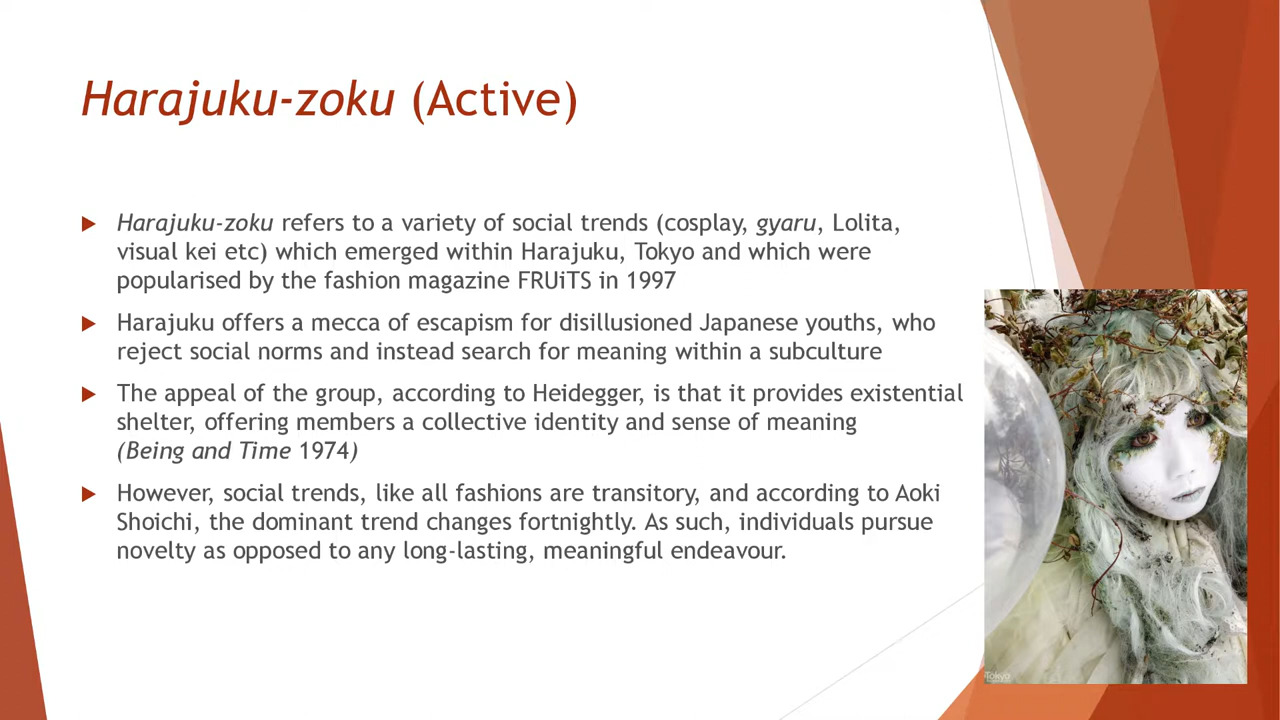 Harajuku-zoku (Active)
Harajuku-zoku refers to a variety of social trends (cosplay, gyaru, Lolita,
visual kei etc) which emerged within Harajuku, Tokyo and which were
popularised by the fashion magazine FRUiTS in 1997
Harajuku offers a mecca of escapism for disillusioned Japanese youths, who
reject social norms and instead search for meaning within a subculture
The appeal of the group, according to Heidegger, is that it provides existential
shelter, offering members a collective identity and sense of meaning
(Being and Time 1974)
However, social trends, like all fashions are transitory, and according to Aoki
Shoichi, the dominant trend changes fortnightly. As such, individuals pursue
novelty as opposed to any long-lasting, meaningful endeavour.
Tokyo